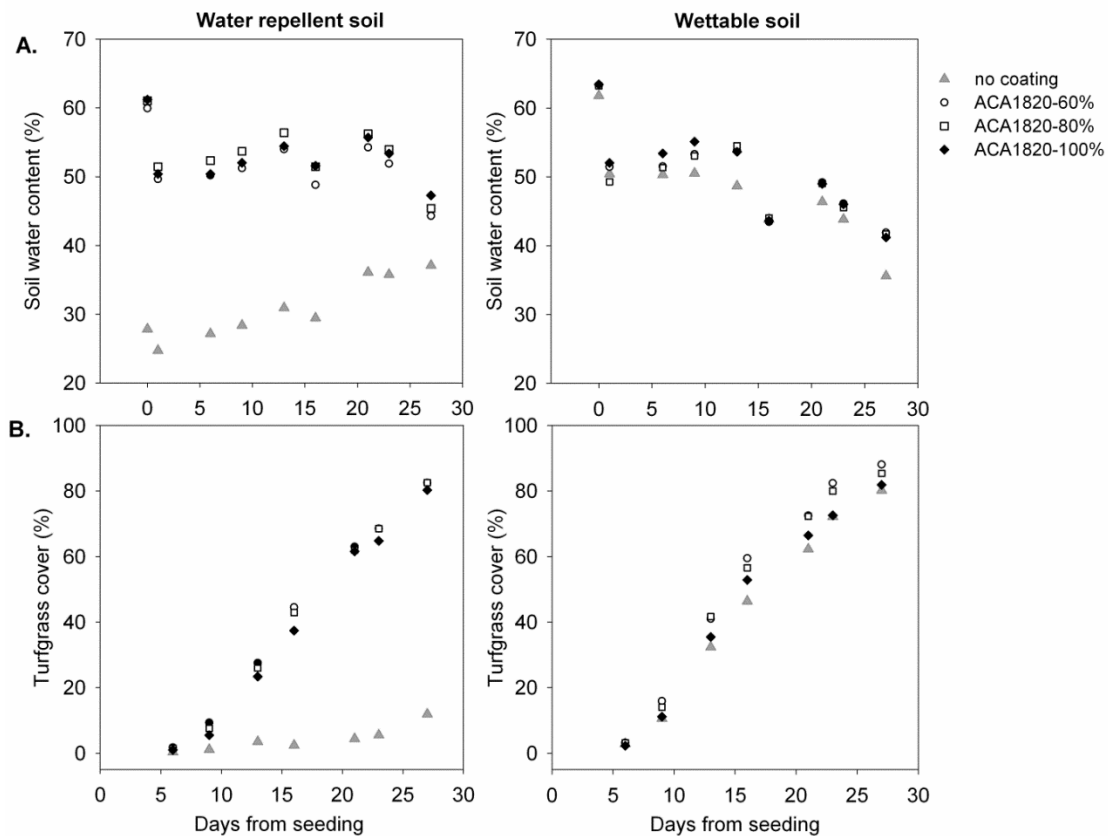 Water repellent soil
Wettable soil
A.
70
60
50
40
30
20
Soil water content (%)
0 5 10 15 20 25 30
70
60
50
40
30
20
Soil water content (%)
0 5 10 15 20 25 30
no coating
ACA1820-60%
ACA1820-80%
ACA1820-100%
B.
100
80
60
40
20
0
Turfgrass cover (%)
0 5 10 15 20 25 30
Days from seeding
100
80
60
40
20
0
Turfgrass cover (%)
0 5 10 15 20 25 30
Days from seeding